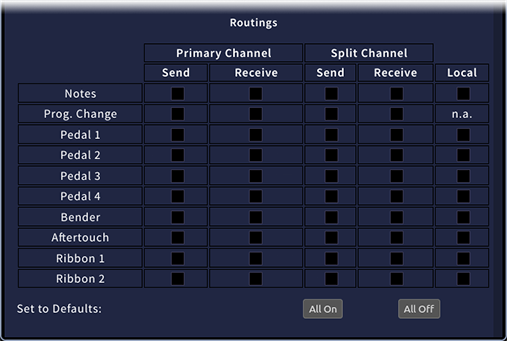 Routings
Primary Channel Split Channel
Send Receive Send Receive Local
Notes
Prog. Change n.a.
Pedal 1
Pedal 2
Pedal 3
Pedal 4
Bender
Aftertouch
Ribbon 1
Ribbon 2
Set to Defaults: All On All Off